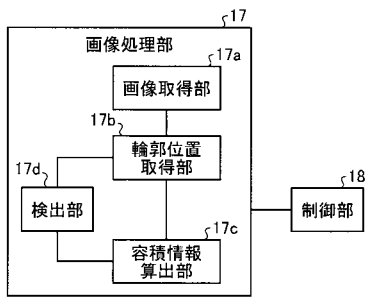 17
画像処理部
17a
画像取得部
17b
輪郭位置
取得部
17d
検出部
18
制御部
17c
容積情報
算出部